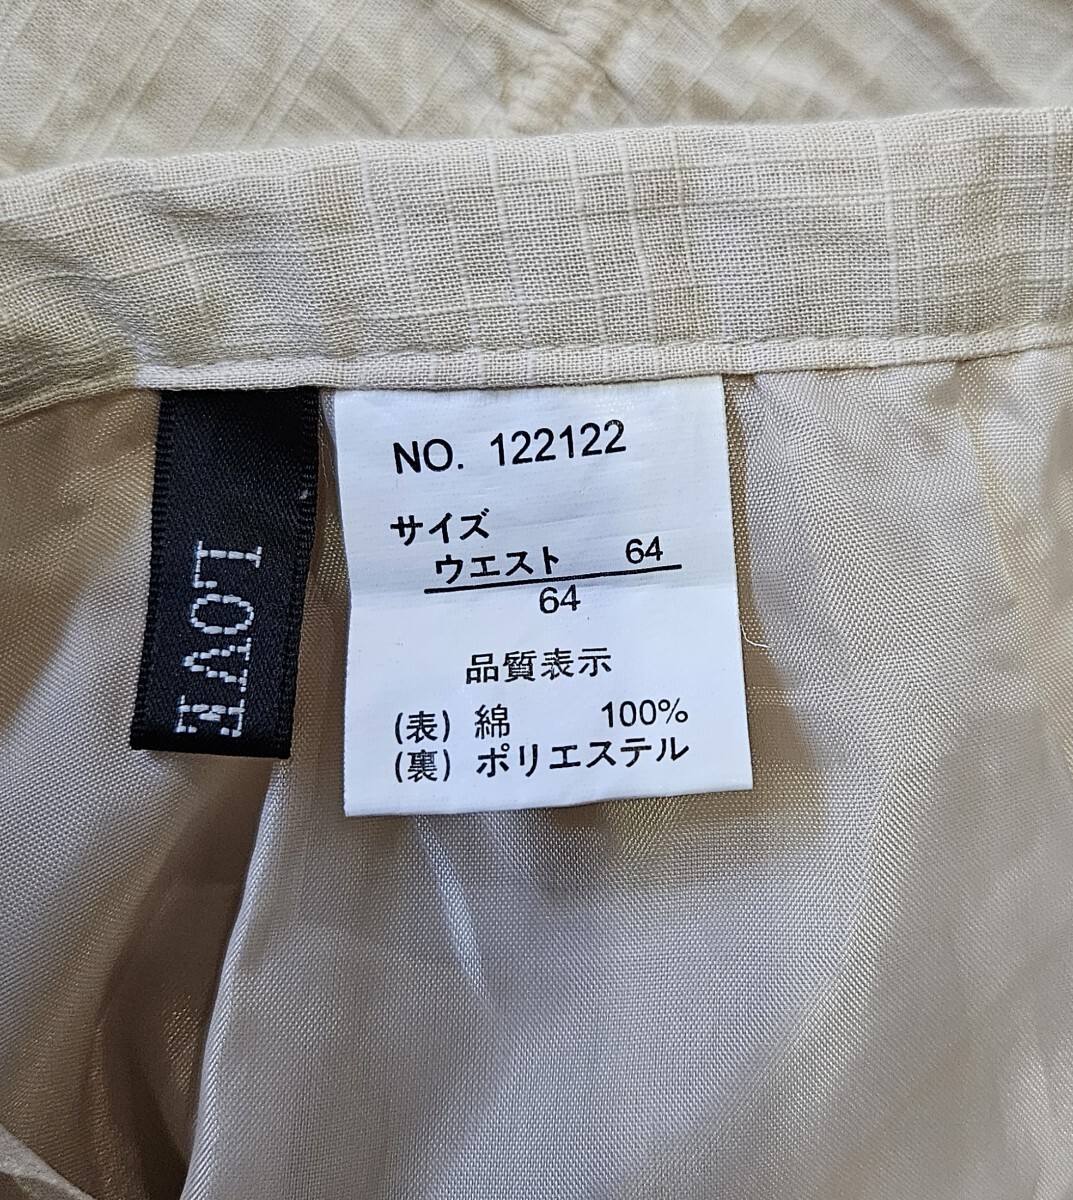 NO. 122122
サイズ
ウエスト 64
64
品質表示
(表) 綿 100%
(裏) ポリエステル
LOVE